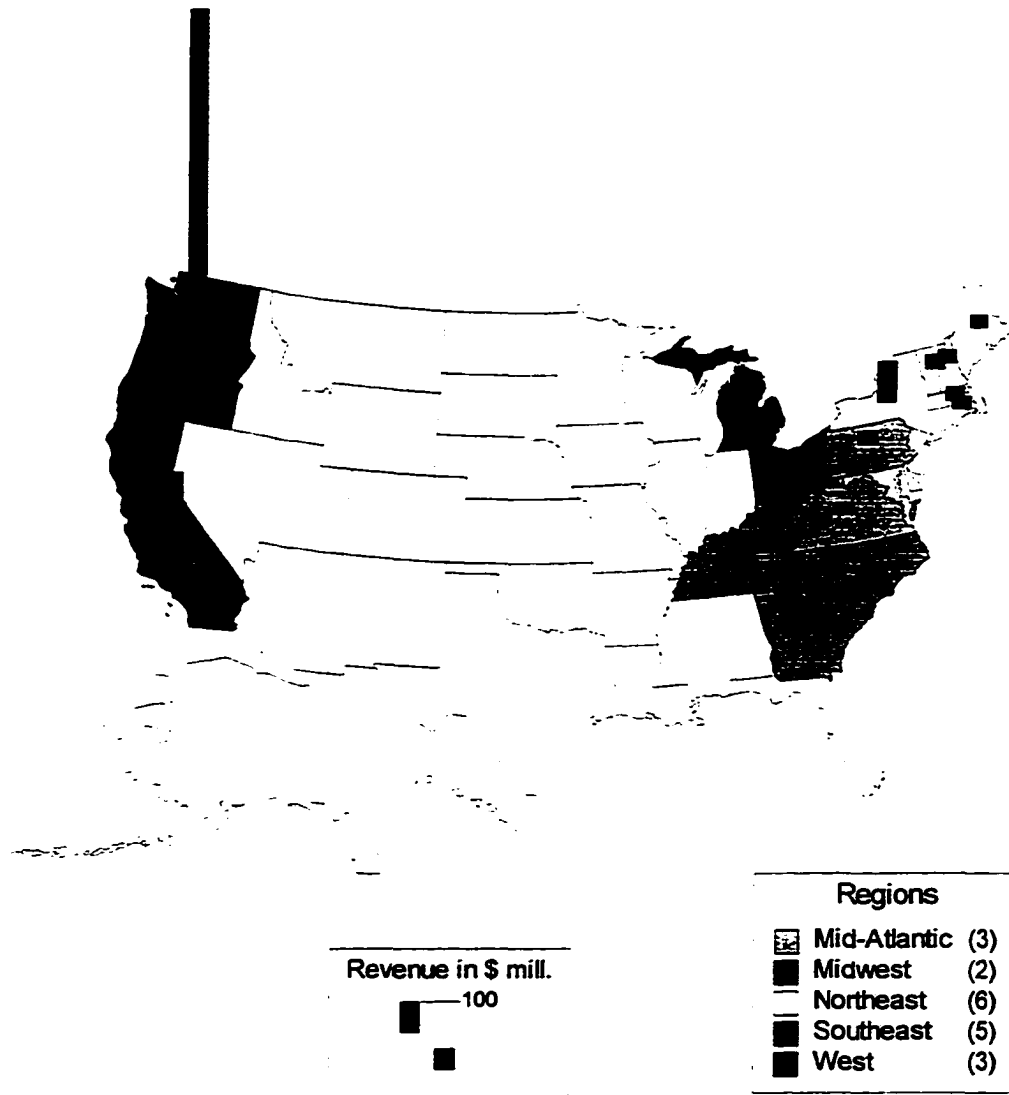 Revenue in $ mill.
100
Regions
Mid-Atlantic (3)
Midwest (2)
Northeast (6)
Southeast (5)
West (3)